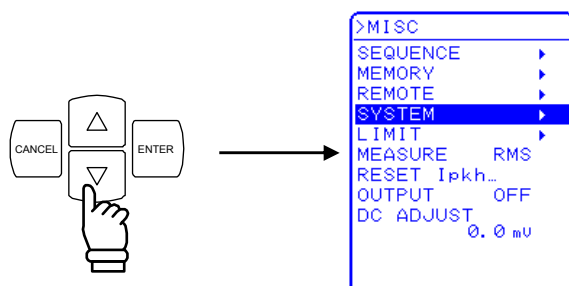 CANCEL
ENTER
>MISC
SEQUENCE
MEMORY
REMOTE
SYSTEM
LIMIT
MEASURE RMS
RESET Ipkh…
OUTPUT OFF
DC ADJUST
0.0 mV